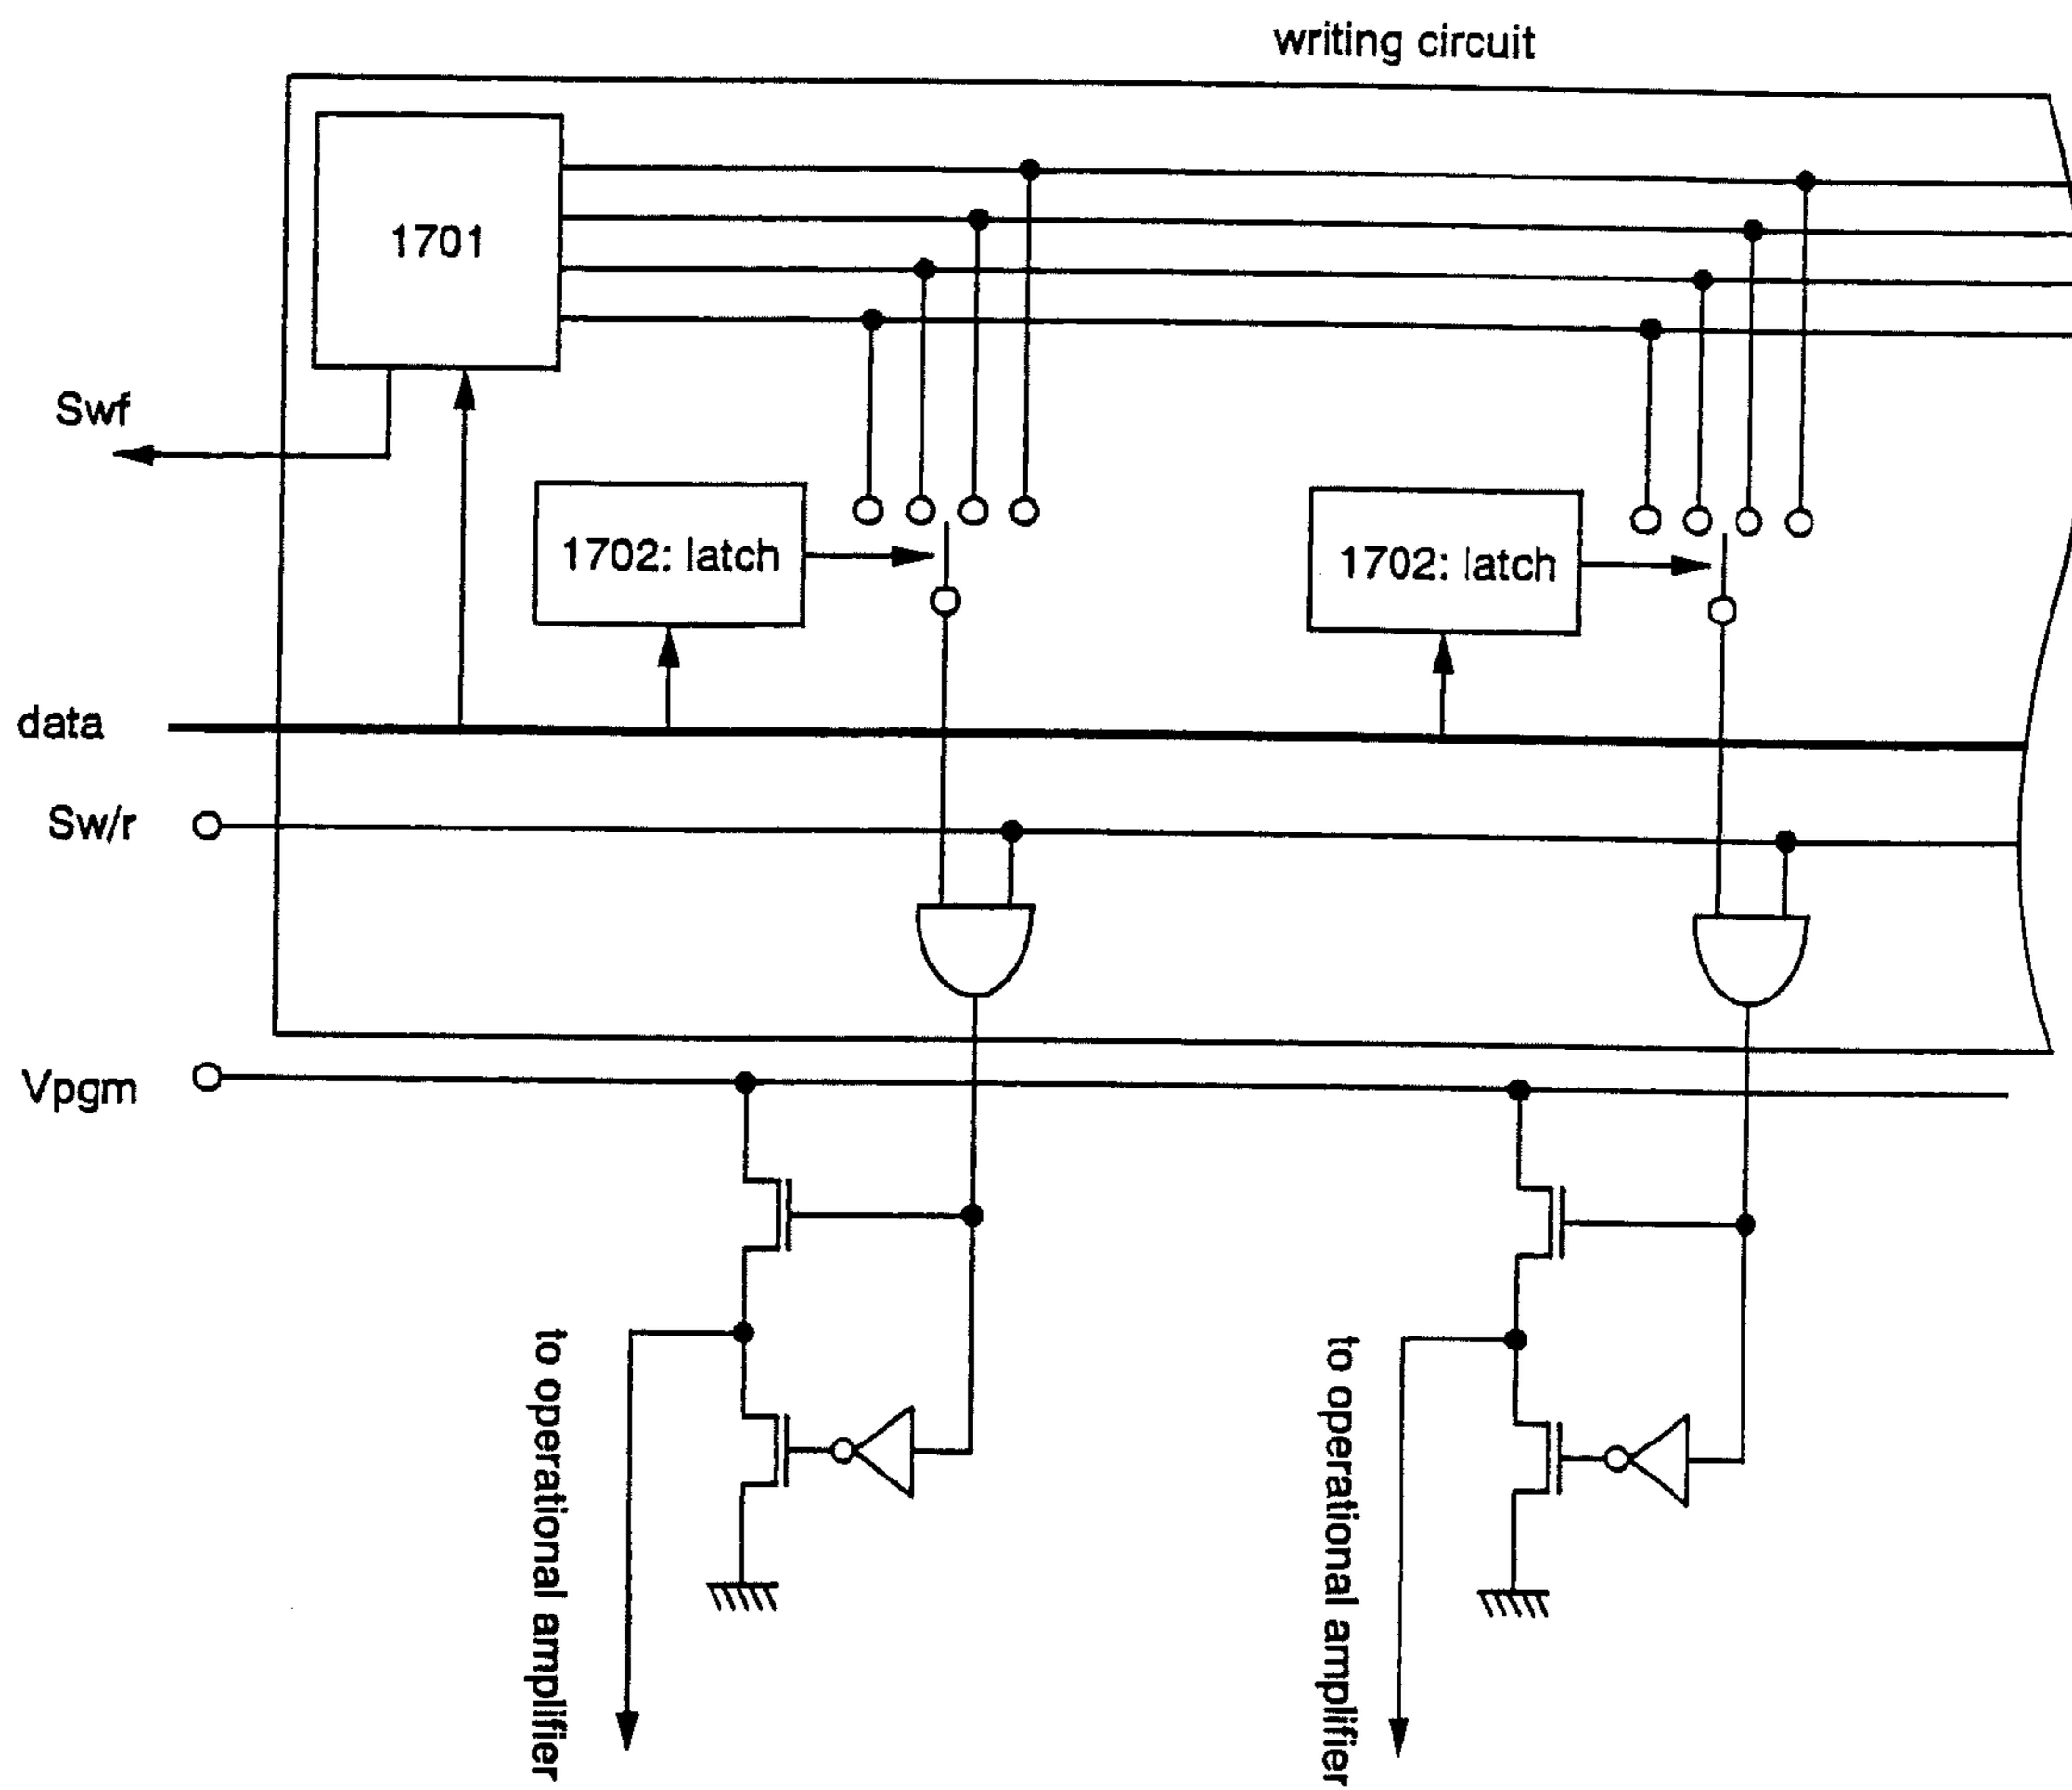 writing circuit
1701
Swf
1702: latch
1702: latch
data
Sw/r
Vpgm
to operational amplifier
to operational amplifier